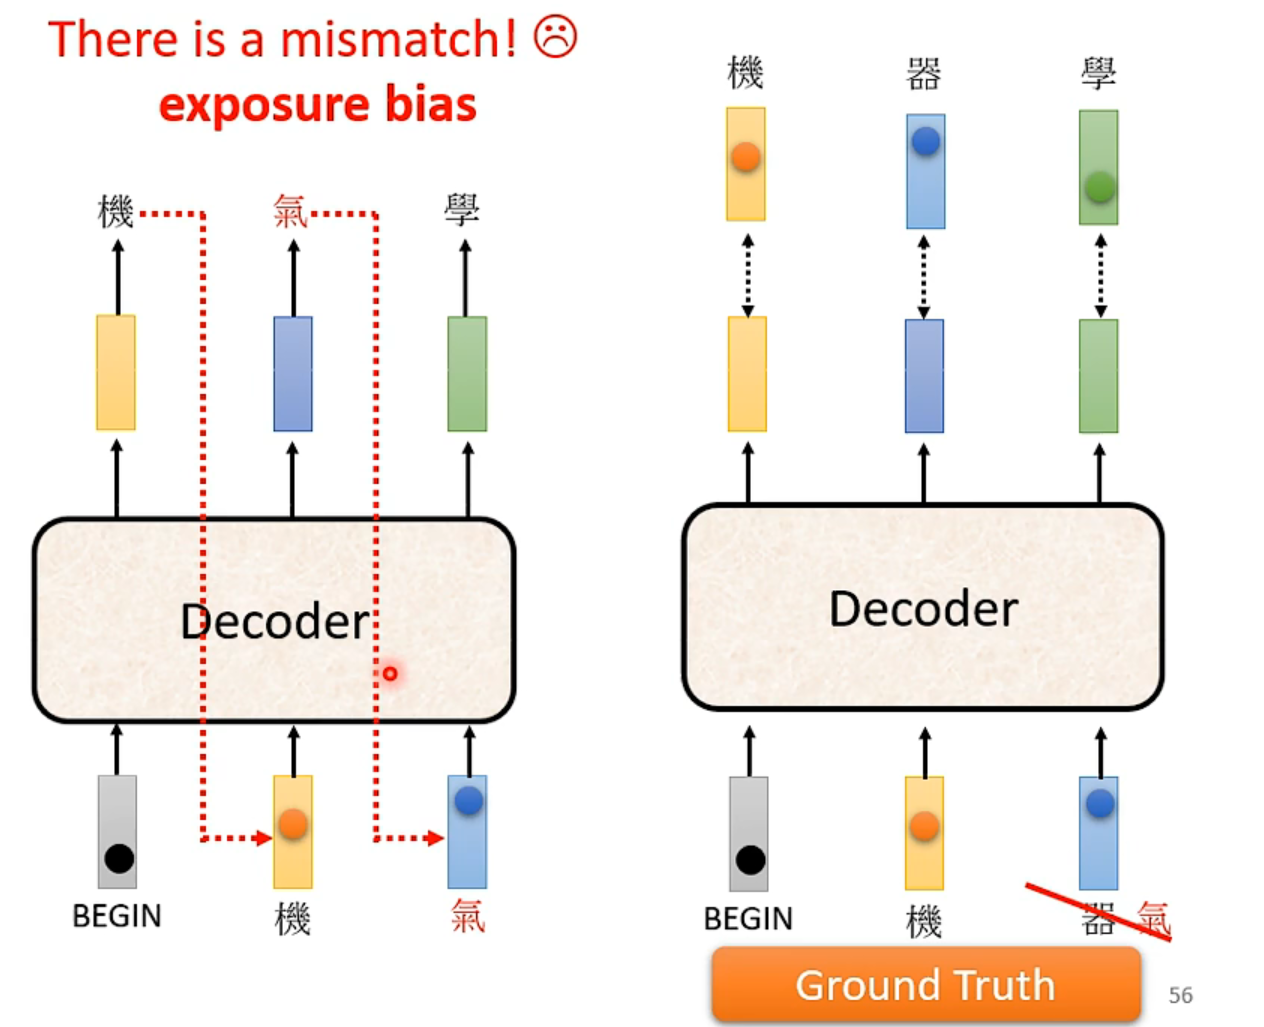 There is a mismatch! ☹
exposure bias
機 氣 學
Decoder
BEGIN 機 氣
機 器 學
Decoder
BEGIN 機 器 氣
Ground Truth
56